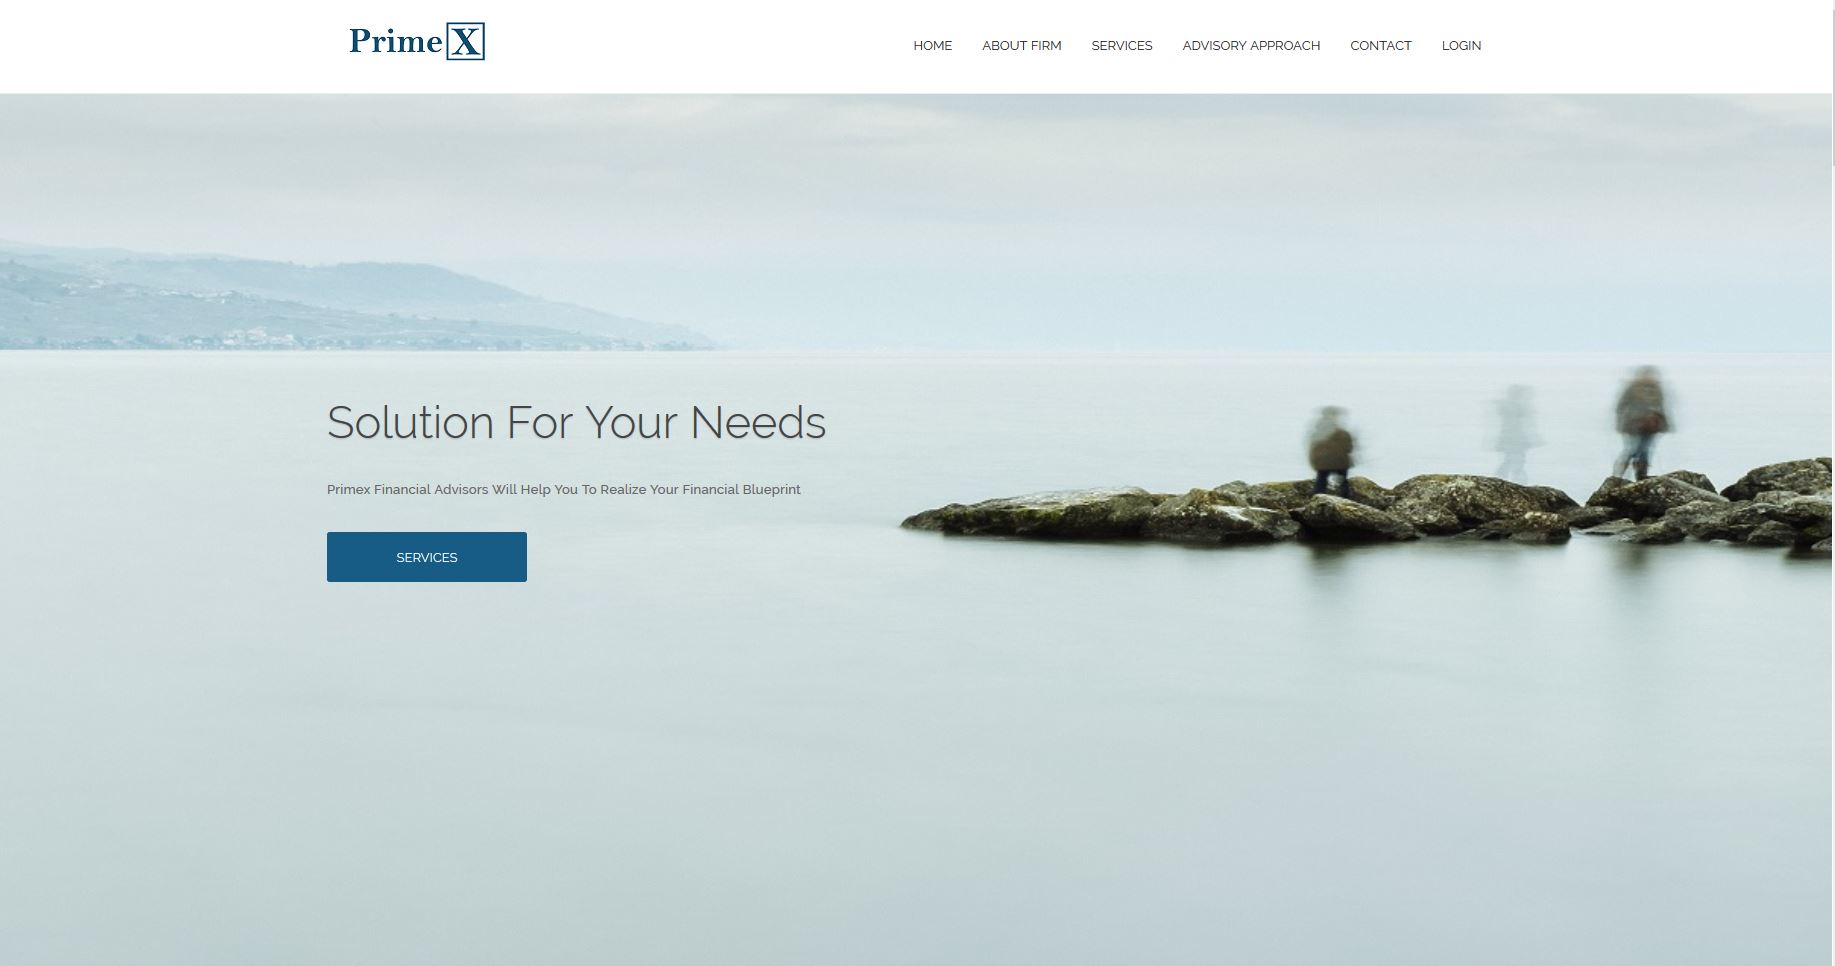 PrimeX
HOME ABOUT FIRM SERVICES ADVISORY APPROACH CONTACT LOGIN
Solution For Your Needs
Primex Financial Advisors Will Help You To Realize Your Financial Blueprint
SERVICES